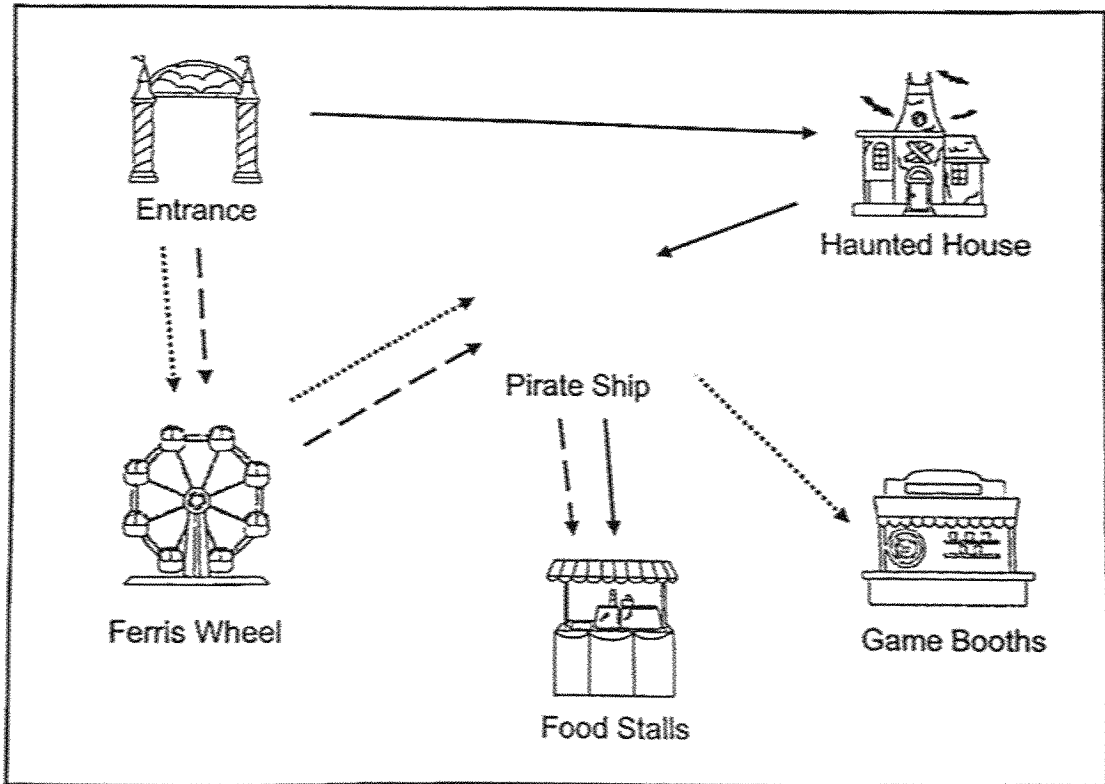 Entrance
Haunted House
Pirate Ship
Ferris Wheel
Game Booths
Food Stalls